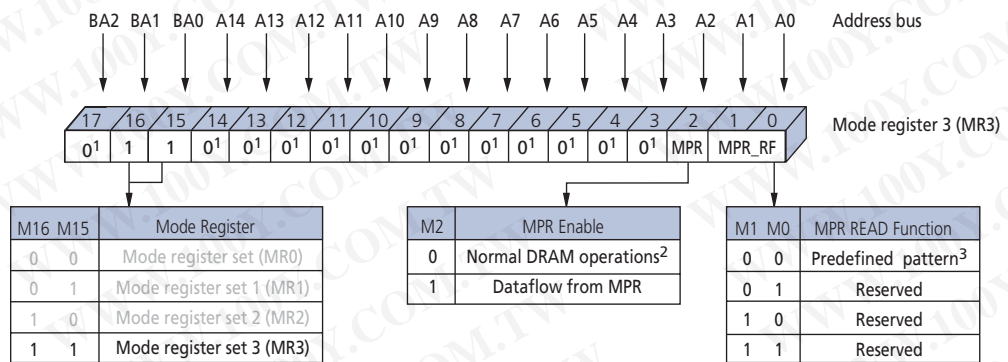 BA2 BA1 BA0 A14 A13 A12 A11 A10 A9 A8 A7 A6 A5 A4 A3 A2 A1 A0 Address bus
17 16 15 14 13 12 11 10 9 8 7 6 5 4 3 2 1 0 Mode register 3 (MR3)
0¹ 1 1 0¹ 0¹ 0¹ 0¹ 0¹ 0¹ 0¹ 0¹ 0¹ 0¹ 0¹ 0¹ MPR MPR_RF
M16 M15 Mode Register
0 0 Mode register set (MR0)
0 1 Mode register set 1 (MR1)
1 0 Mode register set 2 (MR2)
1 1 Mode register set 3 (MR3)
M2 MPR Enable
0 Normal DRAM operations²
1 Dataflow from MPR
M1 M0 MPR READ Function
0 0 Predefined pattern³
0 1 Reserved
1 0 Reserved
1 1 Reserved
WWW.100Y.COM.TW